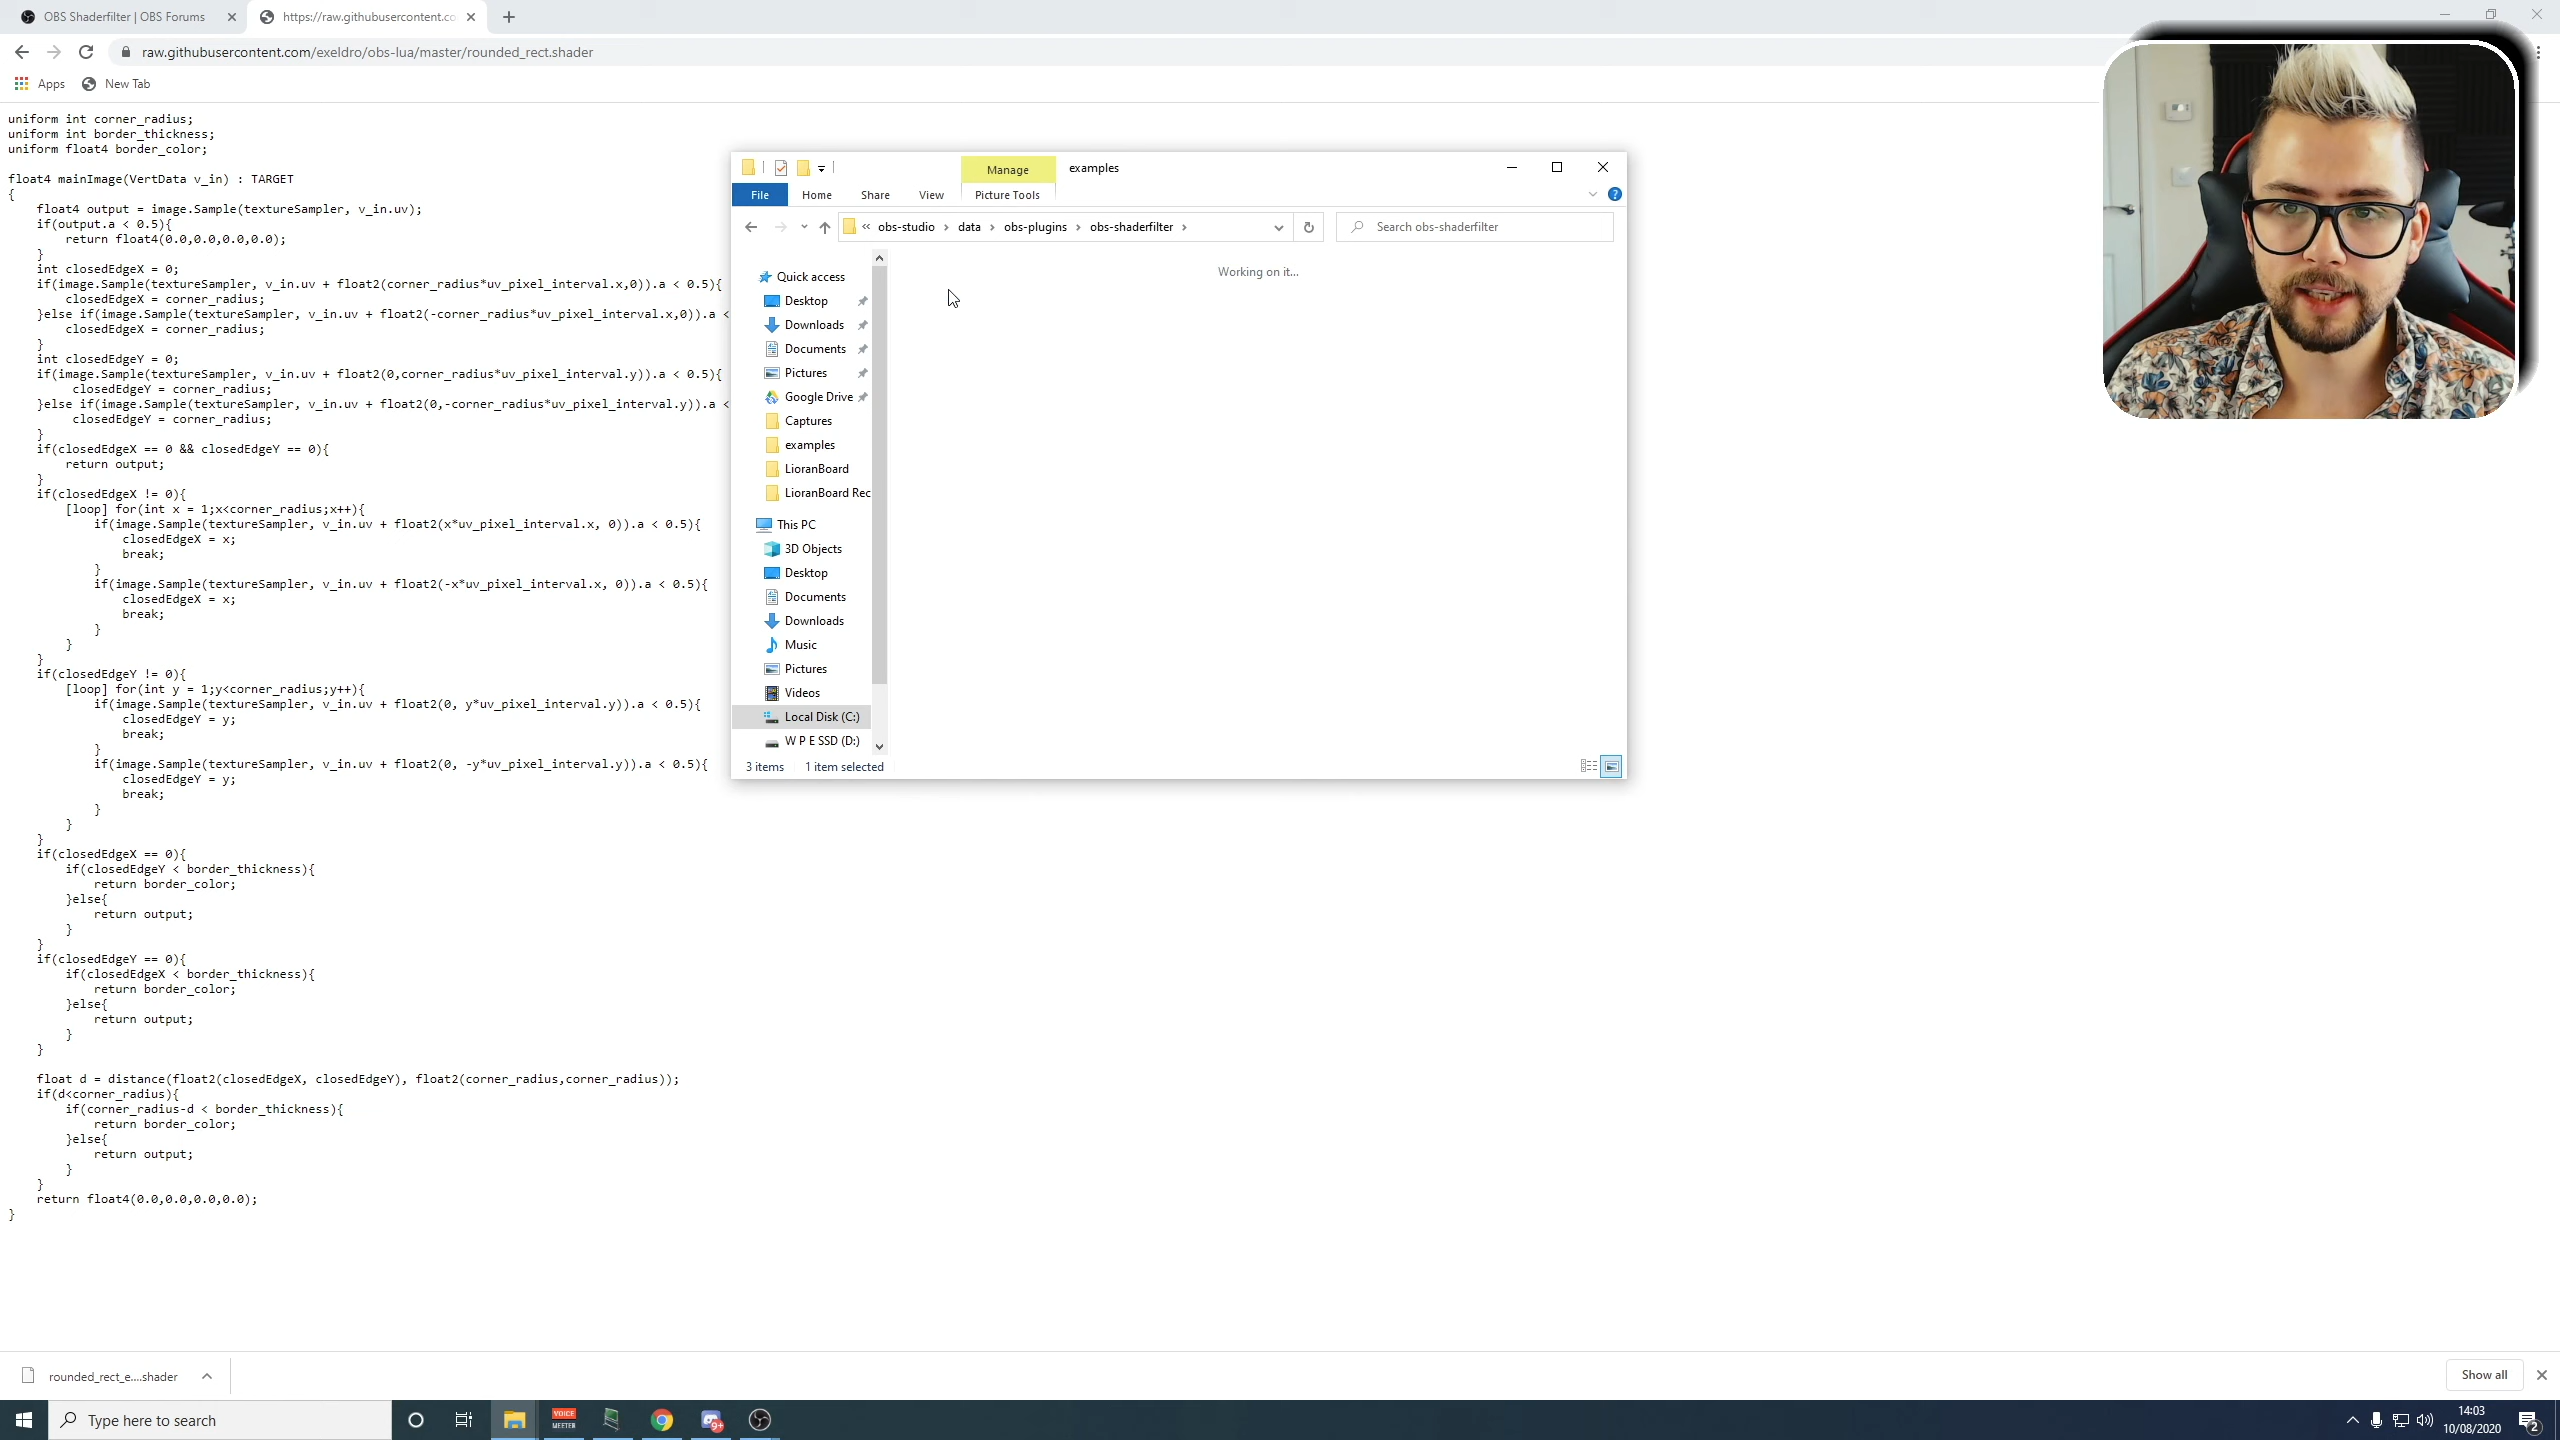 OBS Shaderfilter | OBS Forums
https://raw.githubusercontent.co
raw.githubusercontent.com/exeldro/obs-lua/master/rounded_rect.shader
Apps
New Tab
uniform int corner_radius;
uniform int border_thickness;
uniform float4 border_color;
float4 mainImage(VertData v_in) : TARGET
{
float4 output = image.Sample(textureSampler, v_in.uv);
if(output.a < 0.5){
return float4(0.0,0.0,0.0,0.0);
}
int closedEdgeX = 0;
if(image.Sample(textureSampler, v_in.uv + float2(corner_radius*uv_pixel_interval.x,0)).a < 0.5){
closedEdgeX = corner_radius;
}else if(image.Sample(textureSampler, v_in.uv + float2(-corner_radius*uv_pixel_interval.x,0)).a <
closedEdgeX = corner_radius;
}
int closedEdgeY = 0;
if(image.Sample(textureSampler, v_in.uv + float2(0,corner_radius*uv_pixel_interval.y)).a < 0.5){
closedEdgeY = corner_radius;
}else if(image.Sample(textureSampler, v_in.uv + float2(0,-corner_radius*uv_pixel_interval.y)).a <
closedEdgeY = corner_radius;
}
if(closedEdgeX == 0 && closedEdgeY == 0){
return output;
}
if(closedEdgeX != 0){
[loop] for(int x = 1;x<corner_radius;x++){
if(image.Sample(textureSampler, v_in.uv + float2(x*uv_pixel_interval.x, 0)).a < 0.5){
closedEdgeX = x;
break;
}
if(image.Sample(textureSampler, v_in.uv + float2(-x*uv_pixel_interval.x, 0)).a < 0.5){
closedEdgeX = x;
break;
}
}
}
if(closedEdgeY != 0){
[loop] for(int y = 1;y<corner_radius;y++){
if(image.Sample(textureSampler, v_in.uv + float2(0, y*uv_pixel_interval.y)).a < 0.5){
closedEdgeY = y;
break;
}
if(image.Sample(textureSampler, v_in.uv + float2(0, -y*uv_pixel_interval.y)).a < 0.5){
closedEdgeY = y;
break;
}
}
}
if(closedEdgeX == 0){
if(closedEdgeY < border_thickness){
return border_color;
}else{
return output;
}
}
if(closedEdgeY == 0){
if(closedEdgeX < border_thickness){
return border_color;
}else{
return output;
}
}
float d = distance(float2(closedEdgeX, closedEdgeY), float2(corner_radius,corner_radius));
if(d<corner_radius){
if(corner_radius-d < border_thickness){
return border_color;
}else{
return output;
}
}
return float4(0.0,0.0,0.0,0.0);
}
Manage
examples
File
Home
Share
View
Picture Tools
« obs-studio › data › obs-plugins › obs-shaderfilter ›
Search obs-shaderfilter
Working on it...
Quick access
Desktop
Downloads
Documents
Pictures
Google Drive
Captures
examples
LioranBoard
LioranBoard Rec
This PC
3D Objects
Desktop
Documents
Downloads
Music
Pictures
Videos
Local Disk (C:)
W P E SSD (D:)
3 items
1 item selected
rounded_rect_e....shader
Show all
Type here to search
VOICE
MEETER
9+
14:03
10/08/2020
2